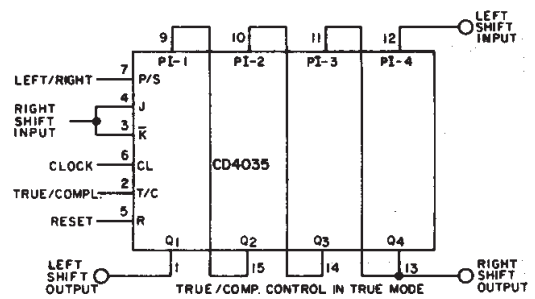 LEFT
SHIFT
INPUT
9
10
11
12
PI-1
PI-2
PI-3
PI-4
LEFT/RIGHT
7
P/S
RIGHT
SHIFT
INPUT
4
J
3
K̅
CLOCK
6
CL
CD4035
TRUE/COMPL.
2
T/C
RESET
5
R
Q1
Q2
Q3
Q4
LEFT
SHIFT
OUTPUT
1
15
14
13
RIGHT
SHIFT
OUTPUT
TRUE/COMP. CONTROL IN TRUE MODE